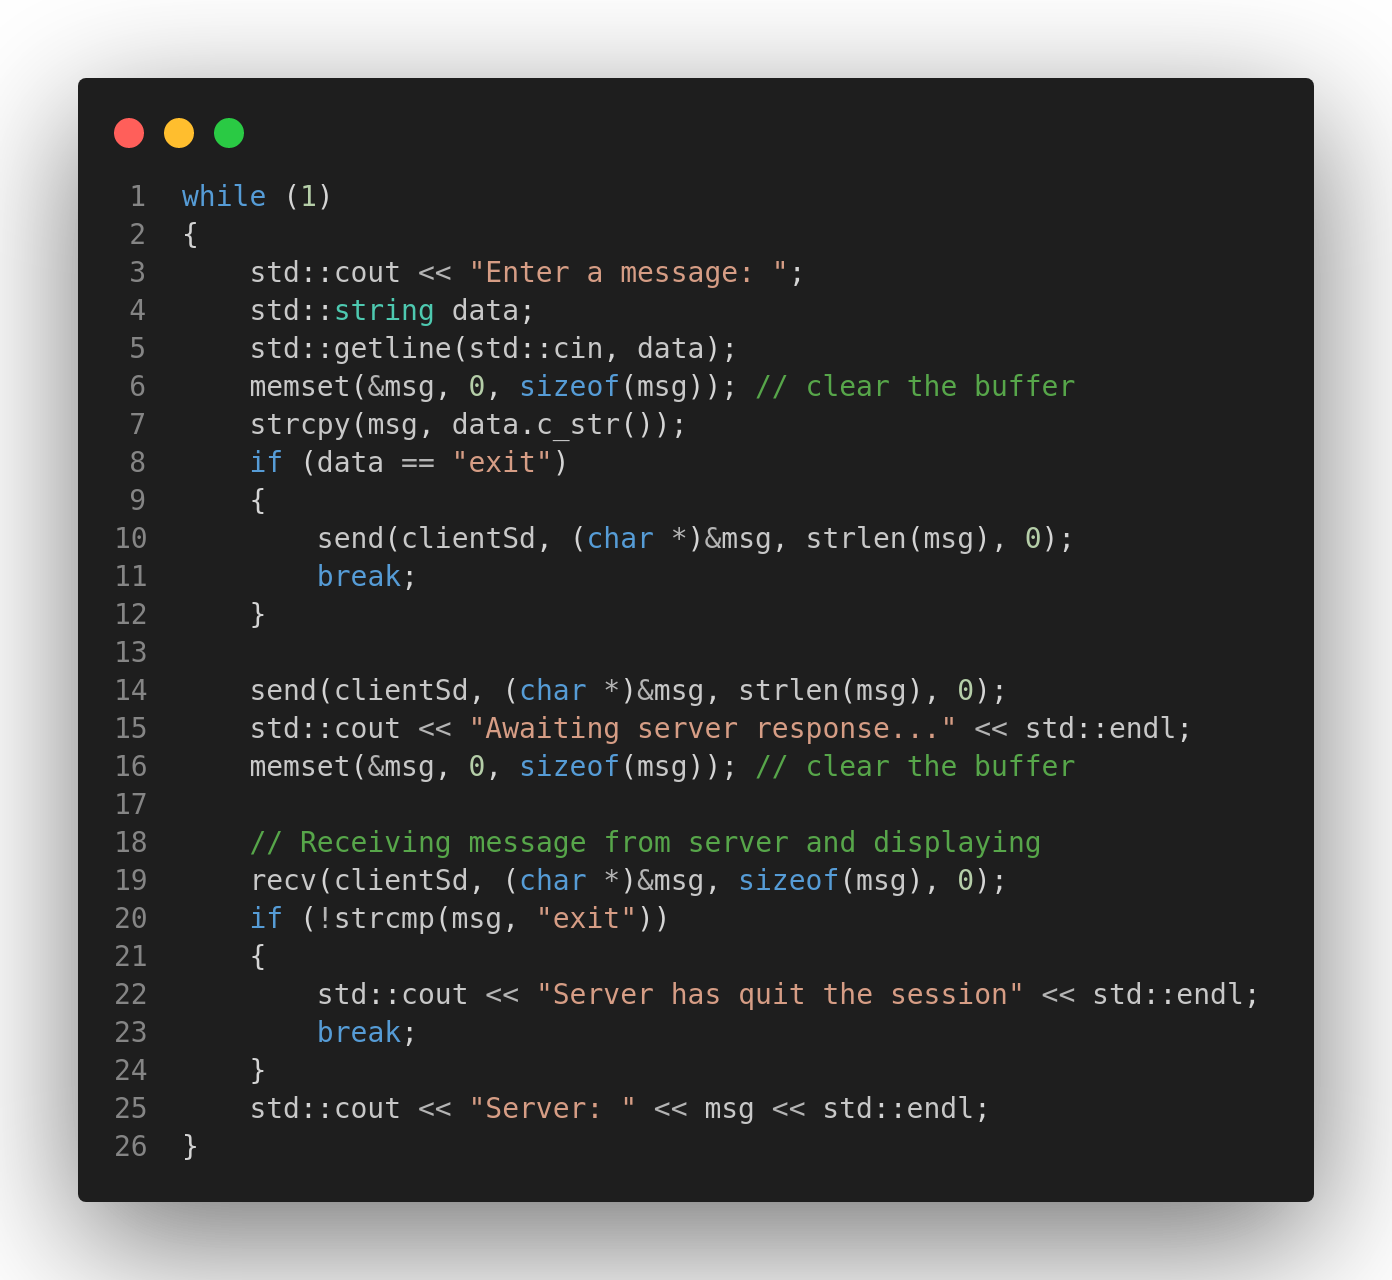 1 while (1)
2 {
3     std::cout << "Enter a message: ";
4     std::string data;
5     std::getline(std::cin, data);
6     memset(&msg, 0, sizeof(msg)); // clear the buffer
7     strcpy(msg, data.c_str());
8     if (data == "exit")
9     {
10         send(clientSd, (char *)&msg, strlen(msg), 0);
11         break;
12     }
13
14     send(clientSd, (char *)&msg, strlen(msg), 0);
15     std::cout << "Awaiting server response..." << std::endl;
16     memset(&msg, 0, sizeof(msg)); // clear the buffer
17
18     // Receiving message from server and displaying
19     recv(clientSd, (char *)&msg, sizeof(msg), 0);
20     if (!strcmp(msg, "exit"))
21     {
22         std::cout << "Server has quit the session" << std::endl;
23         break;
24     }
25     std::cout << "Server: " << msg << std::endl;
26 }